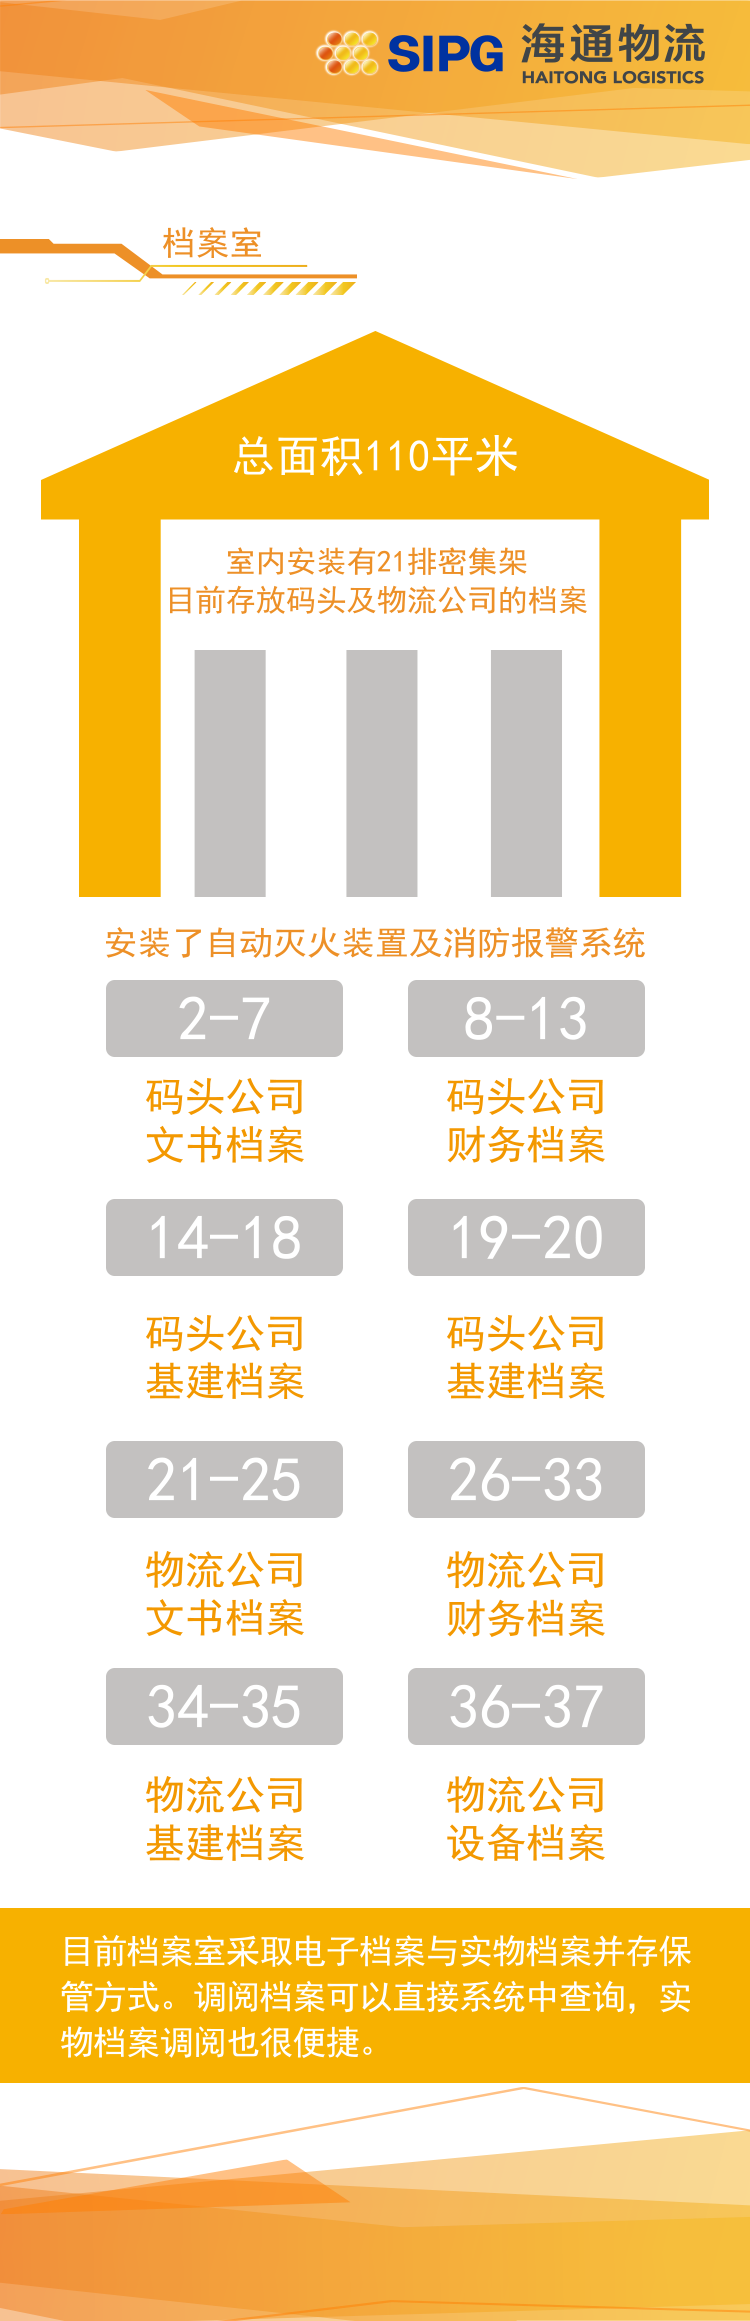 SIPG 海通物流
HAITONG LOGISTICS
档案室
总面积110平米
室内安装有21排密集架
目前存放码头及物流公司的档案
安装了自动灭火装置及消防报警系统
2-7
码头公司
文书档案
8-13
码头公司
财务档案
14-18
码头公司
基建档案
19-20
码头公司
基建档案
21-25
物流公司
文书档案
26-33
物流公司
财务档案
34-35
物流公司
基建档案
36-37
物流公司
设备档案
目前档案室采取电子档案与实物档案并存保
管方式。调阅档案可以直接系统中查询，实
物档案调阅也很便捷。